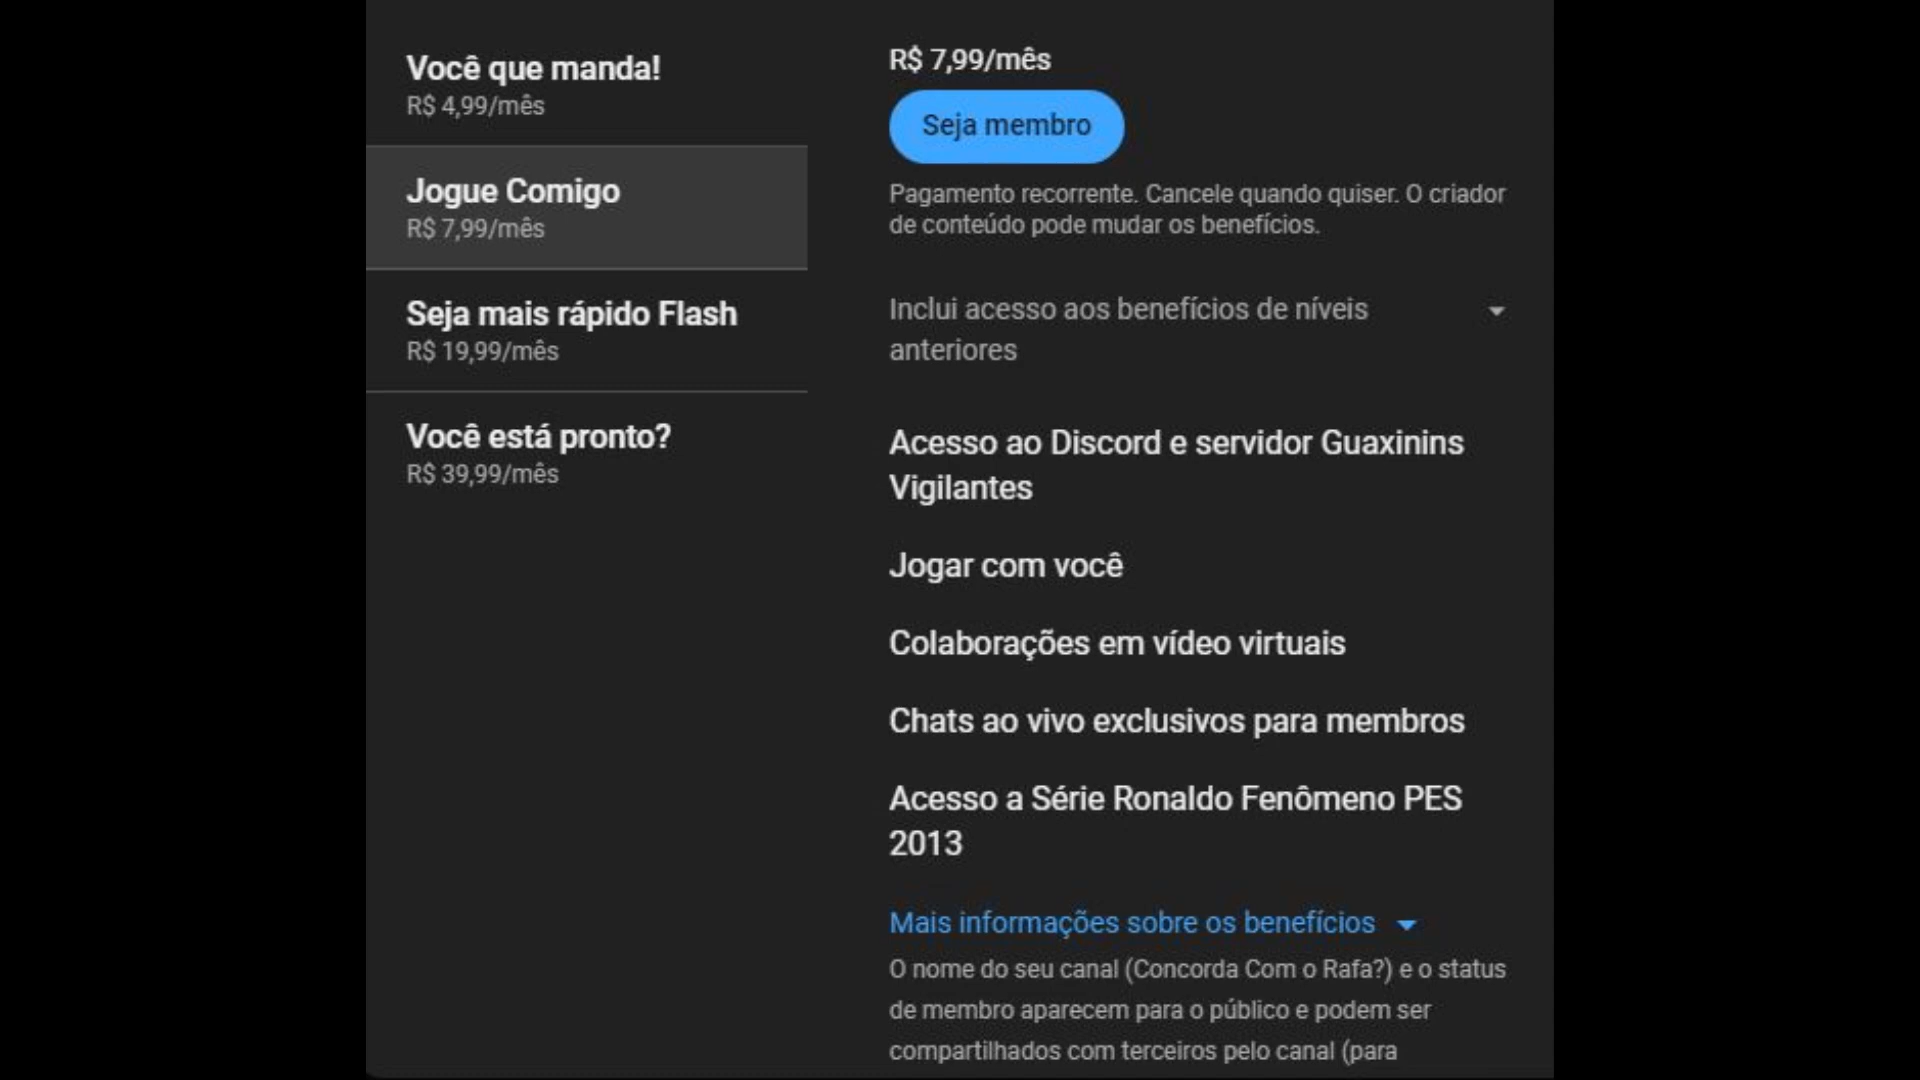 Você que manda!
R$ 4,99/mês
Jogue Comigo
R$ 7,99/mês
Seja mais rápido Flash
R$ 19,99/mês
Você está pronto?
R$ 39,99/mês
R$ 7,99/mês
Seja membro
Pagamento recorrente. Cancele quando quiser. O criador
de conteúdo pode mudar os benefícios.
Inclui acesso aos benefícios de níveis
anteriores
Acesso ao Discord e servidor Guaxinins
Vigilantes
Jogar com você
Colaborações em vídeo virtuais
Chats ao vivo exclusivos para membros
Acesso a Série Ronaldo Fenômeno PES
2013
Mais informações sobre os benefícios
O nome do seu canal (Concorda Com o Rafa?) e o status
de membro aparecem para o público e podem ser
compartilhados com terceiros pelo canal (para